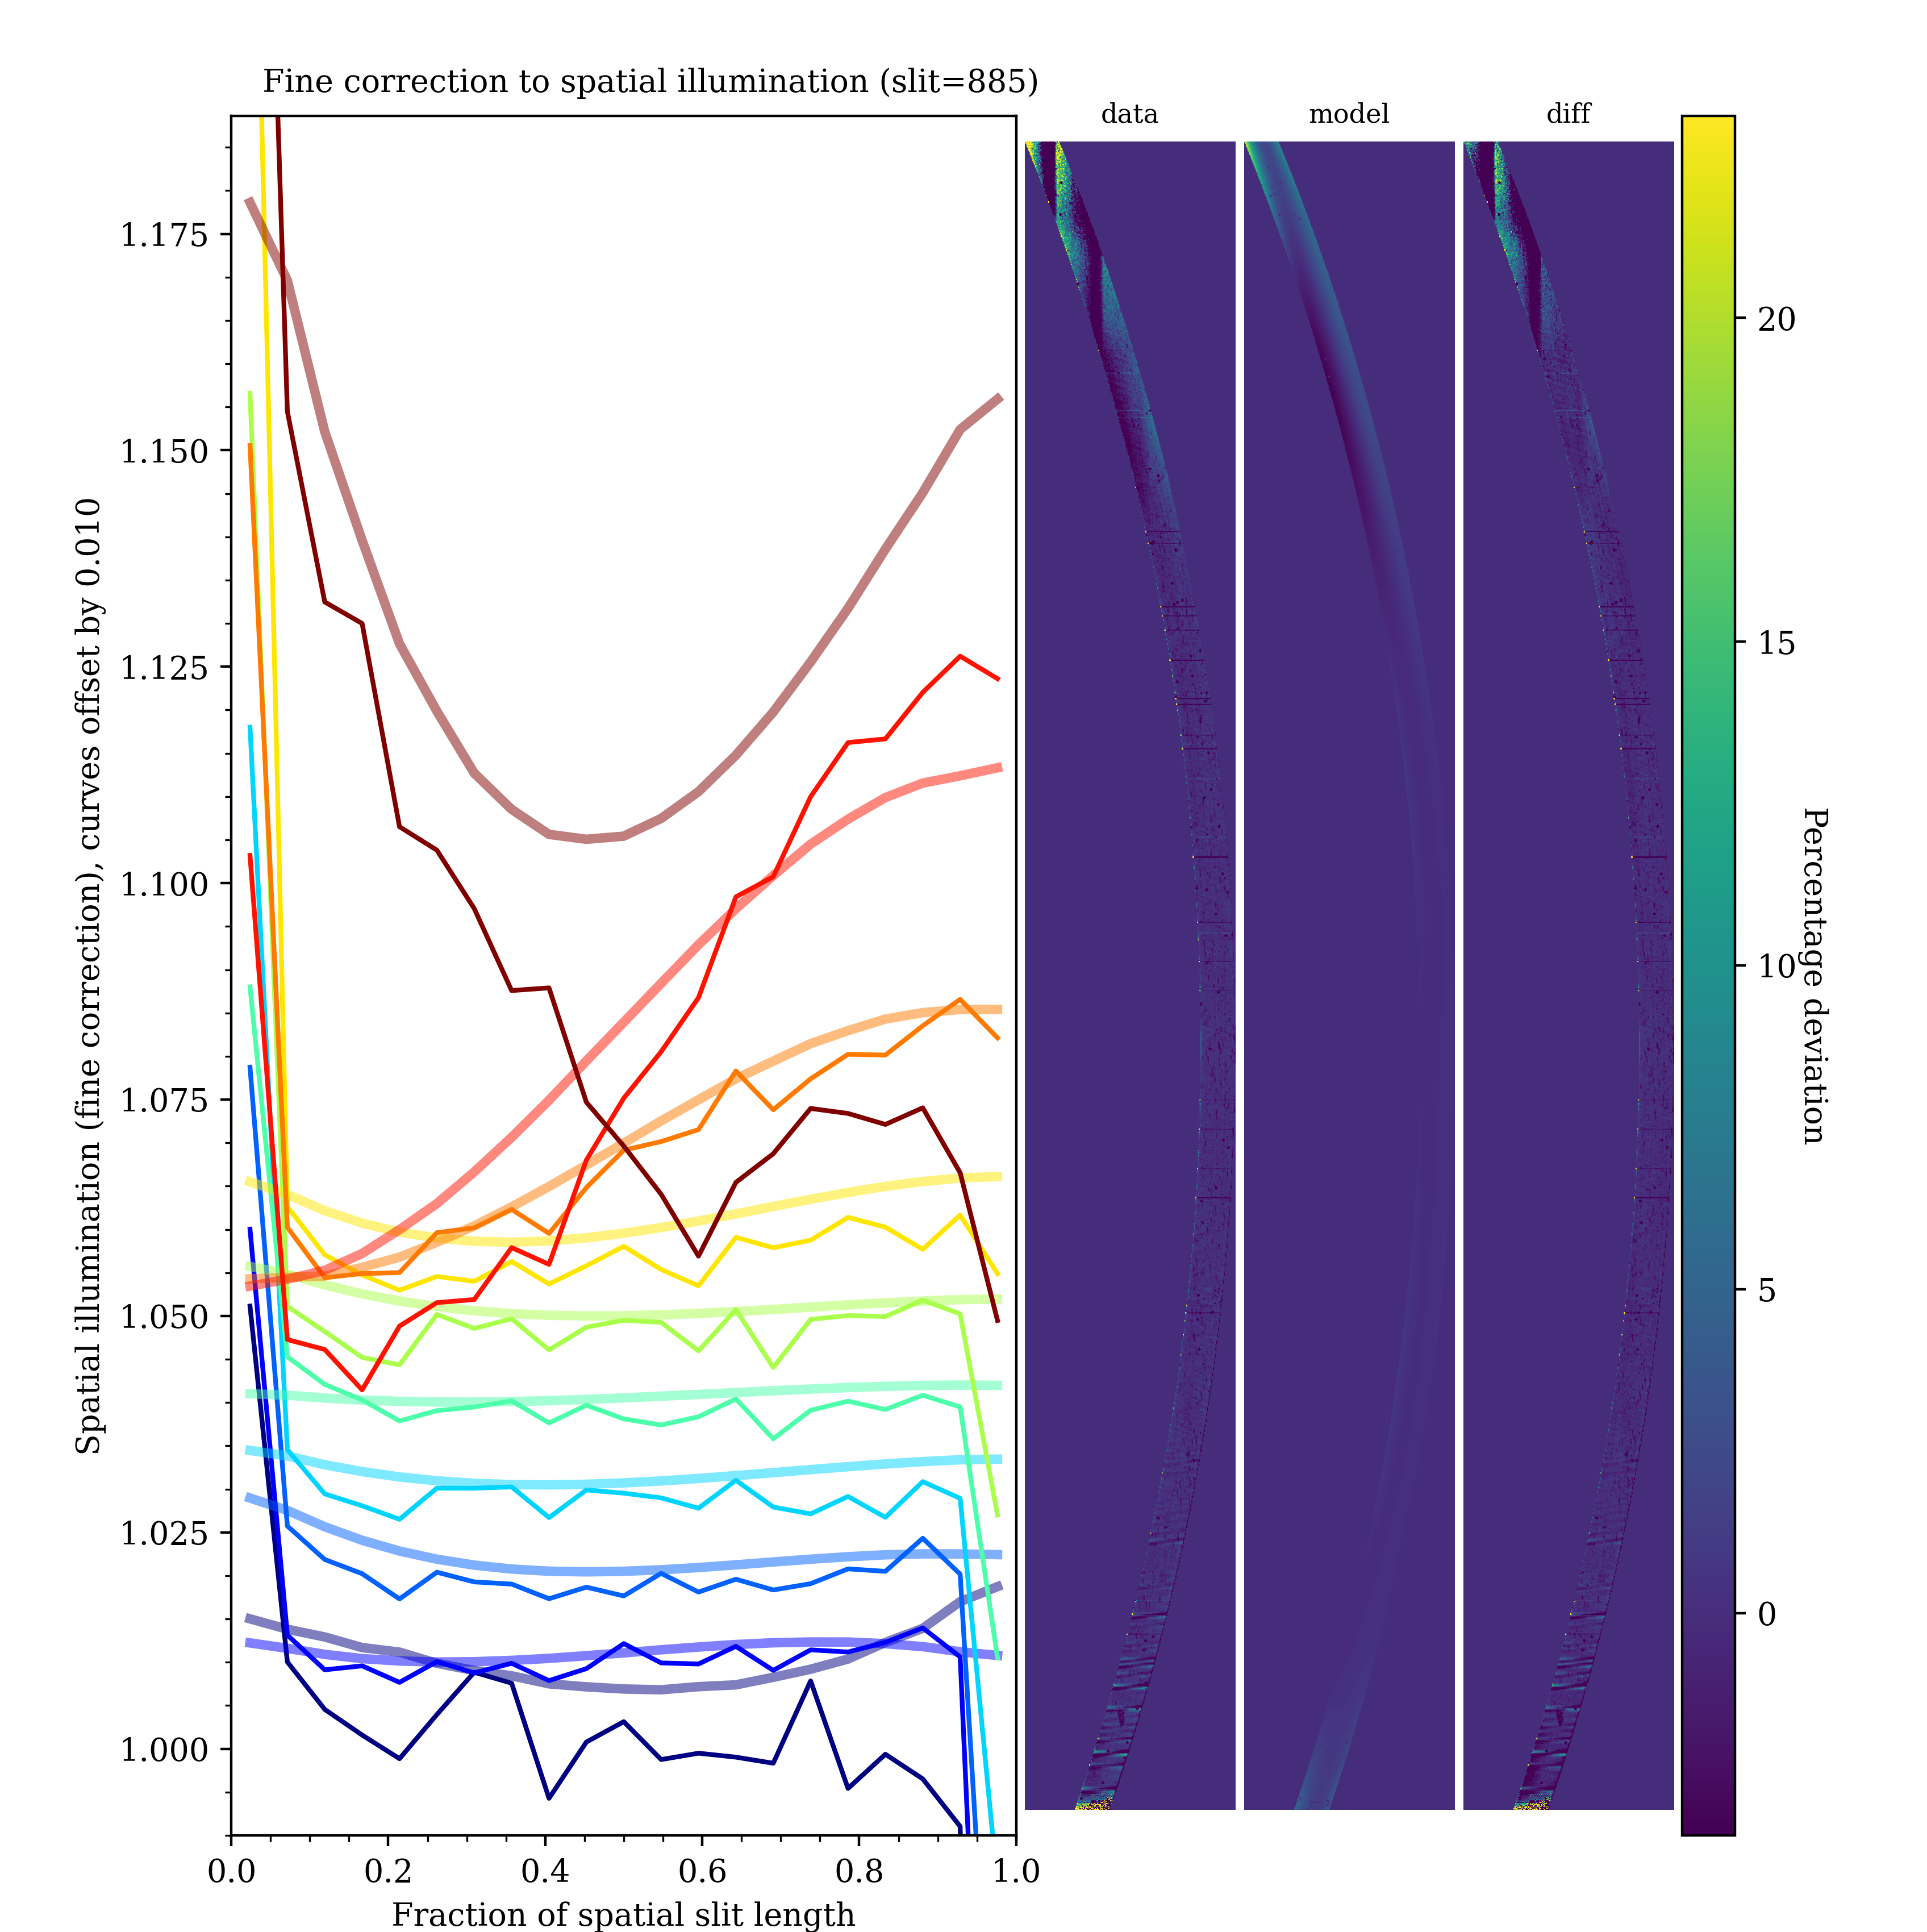 Fine correction to spatial illumination (slit=885)
data
model
diff
Spatial illumination (fine correction), curves offset by 0.010
1.175
1.150
1.125
1.100
1.075
1.050
1.025
1.000
0.0
0.2
0.4
0.6
0.8
1.0
Fraction of spatial slit length
20
15
10
5
0
Percentage deviation